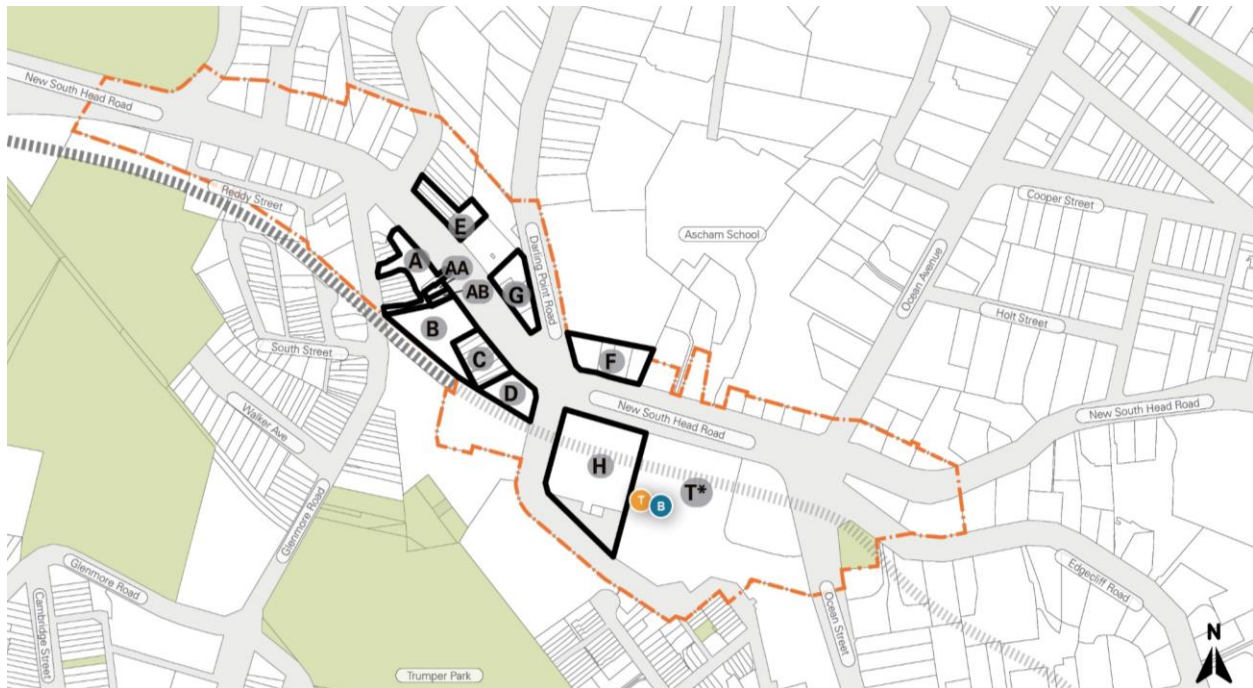 New South Head Road
Reddy Street
E
A
AA
AB
G
Darling Point Road
Ascham School
Cooper Street
Ocean Avenue
Holt Street
B
C
D
F
South Street
Walker Ave
Glenmore Road
New South Head Road
New South Head Road
H
T
B
T*
Glenmore Road
Cambridge Street
Edgecliff Road
Ocean Street
Trumper Park
N